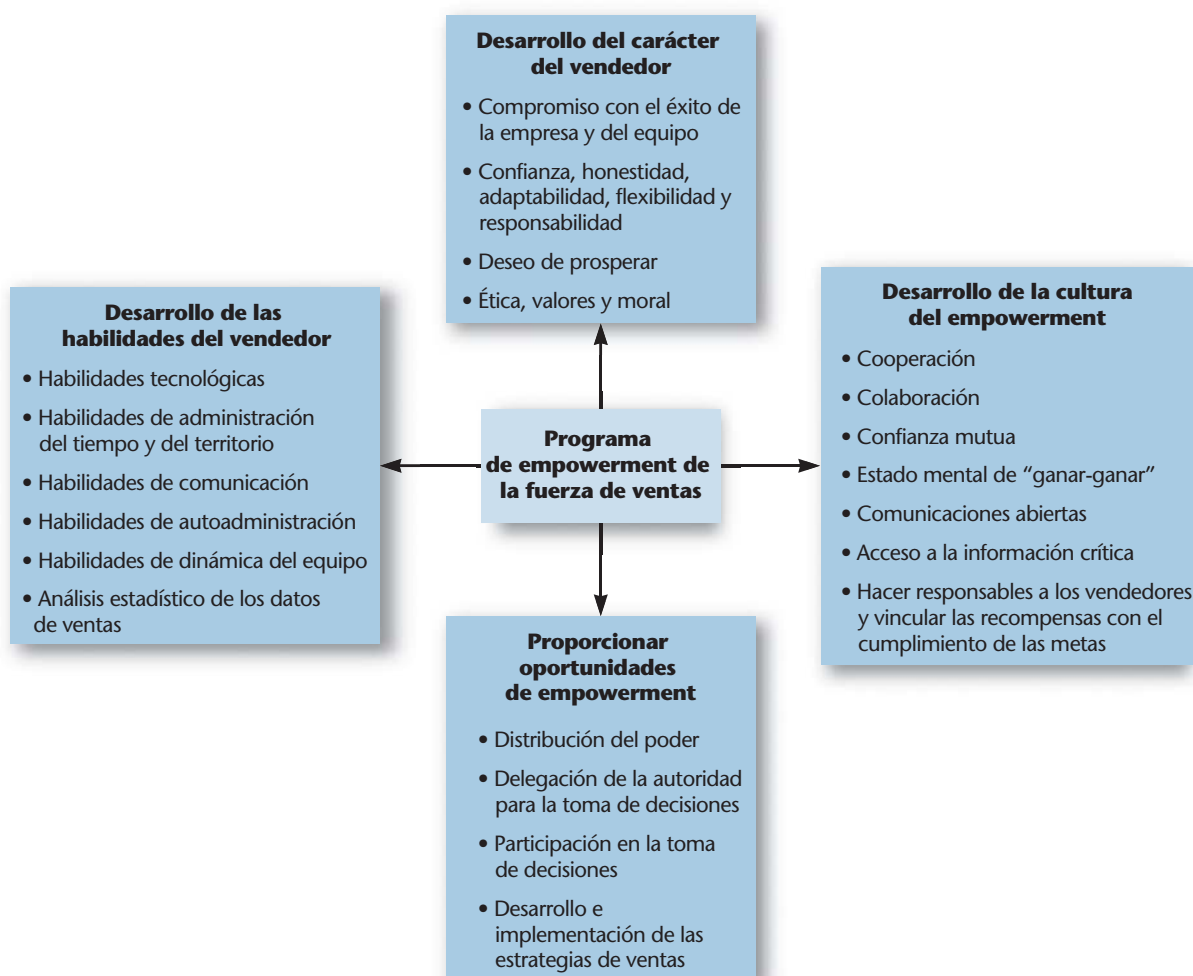 Desarrollo del carácter
del vendedor
• Compromiso con el éxito de
la empresa y del equipo
• Confianza, honestidad,
adaptabilidad, flexibilidad y
responsabilidad
• Deseo de prosperar
• Ética, valores y moral
Desarrollo de las
habilidades del vendedor
• Habilidades tecnológicas
• Habilidades de administración
del tiempo y del territorio
• Habilidades de comunicación
• Habilidades de autoadministración
• Habilidades de dinámica del equipo
• Análisis estadístico de los datos
de ventas
Programa
de empowerment de
la fuerza de ventas
Desarrollo de la cultura
del empowerment
• Cooperación
• Colaboración
• Confianza mutua
• Estado mental de “ganar-ganar”
• Comunicaciones abiertas
• Acceso a la información crítica
• Hacer responsables a los vendedores
y vincular las recompensas con el
cumplimiento de las metas
Proporcionar
oportunidades
de empowerment
• Distribución del poder
• Delegación de la autoridad
para la toma de decisiones
• Participación en la toma
de decisiones
• Desarrollo e
implementación de las
estrategias de ventas